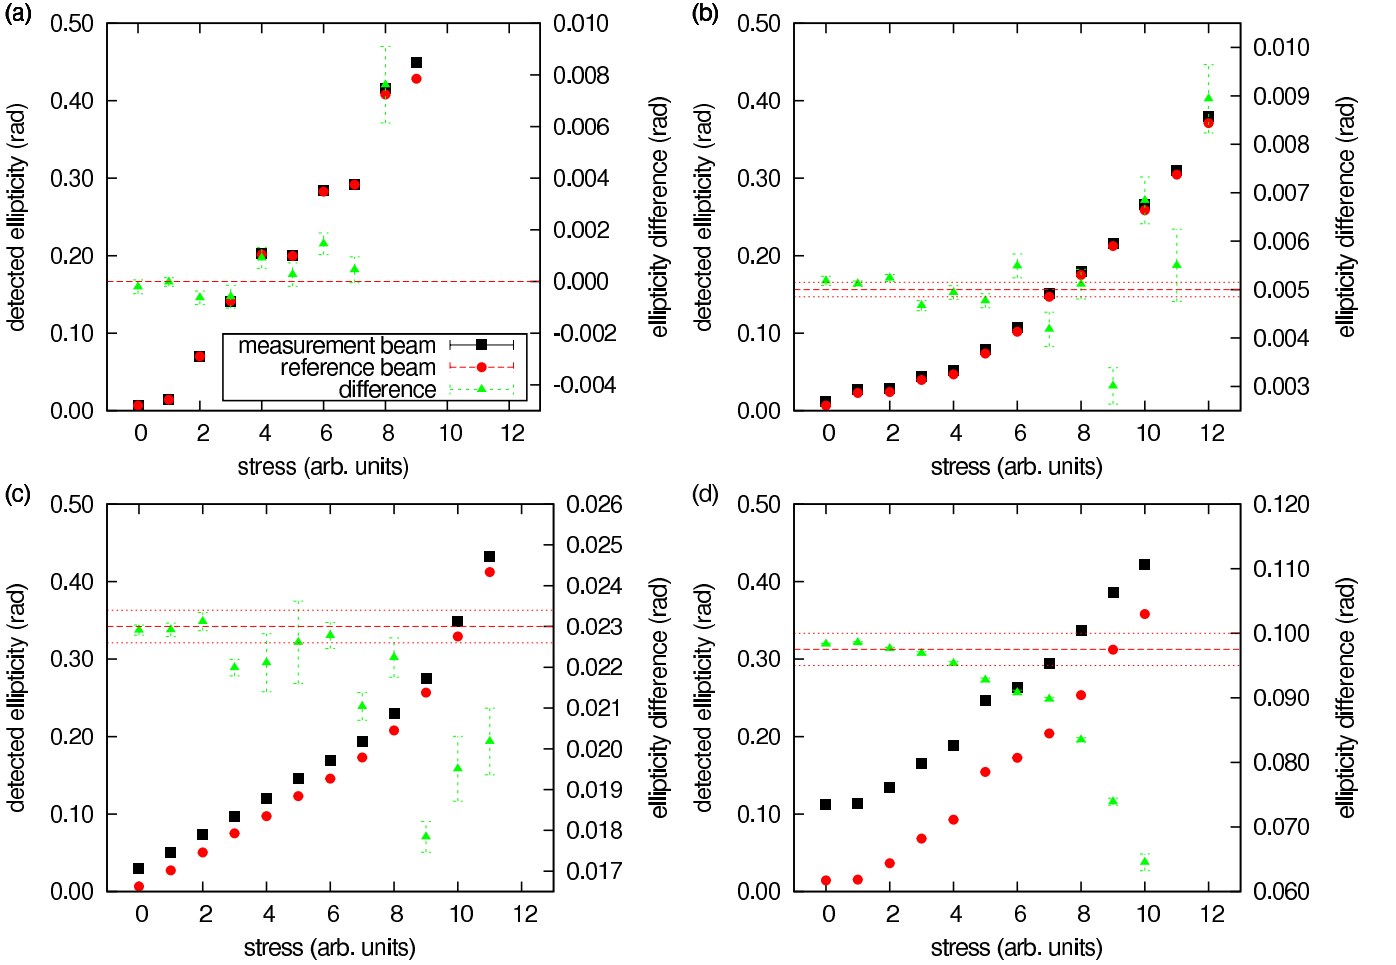 (a)
0.50
0.40
0.30
0.20
0.10
0.00
detected ellipticity (rad)
0 2 4 6 8 10 12
stress (arb. units)
0.010
0.008
0.006
0.004
0.002
0.000
-0.002
-0.004
ellipticity difference (rad)
measurement beam
reference beam
difference
(b)
0.50
0.40
0.30
0.20
0.10
0.00
detected ellipticity (rad)
0 2 4 6 8 10 12
stress (arb. units)
0.010
0.009
0.008
0.007
0.006
0.005
0.004
0.003
ellipticity difference (rad)
(c)
0.50
0.40
0.30
0.20
0.10
0.00
detected ellipticity (rad)
0 2 4 6 8 10 12
stress (arb. units)
0.026
0.025
0.024
0.023
0.022
0.021
0.020
0.019
0.018
0.017
ellipticity difference (rad)
(d)
0.50
0.40
0.30
0.20
0.10
0.00
detected ellipticity (rad)
0 2 4 6 8 10 12
stress (arb. units)
0.120
0.110
0.100
0.090
0.080
0.070
0.060
ellipticity difference (rad)